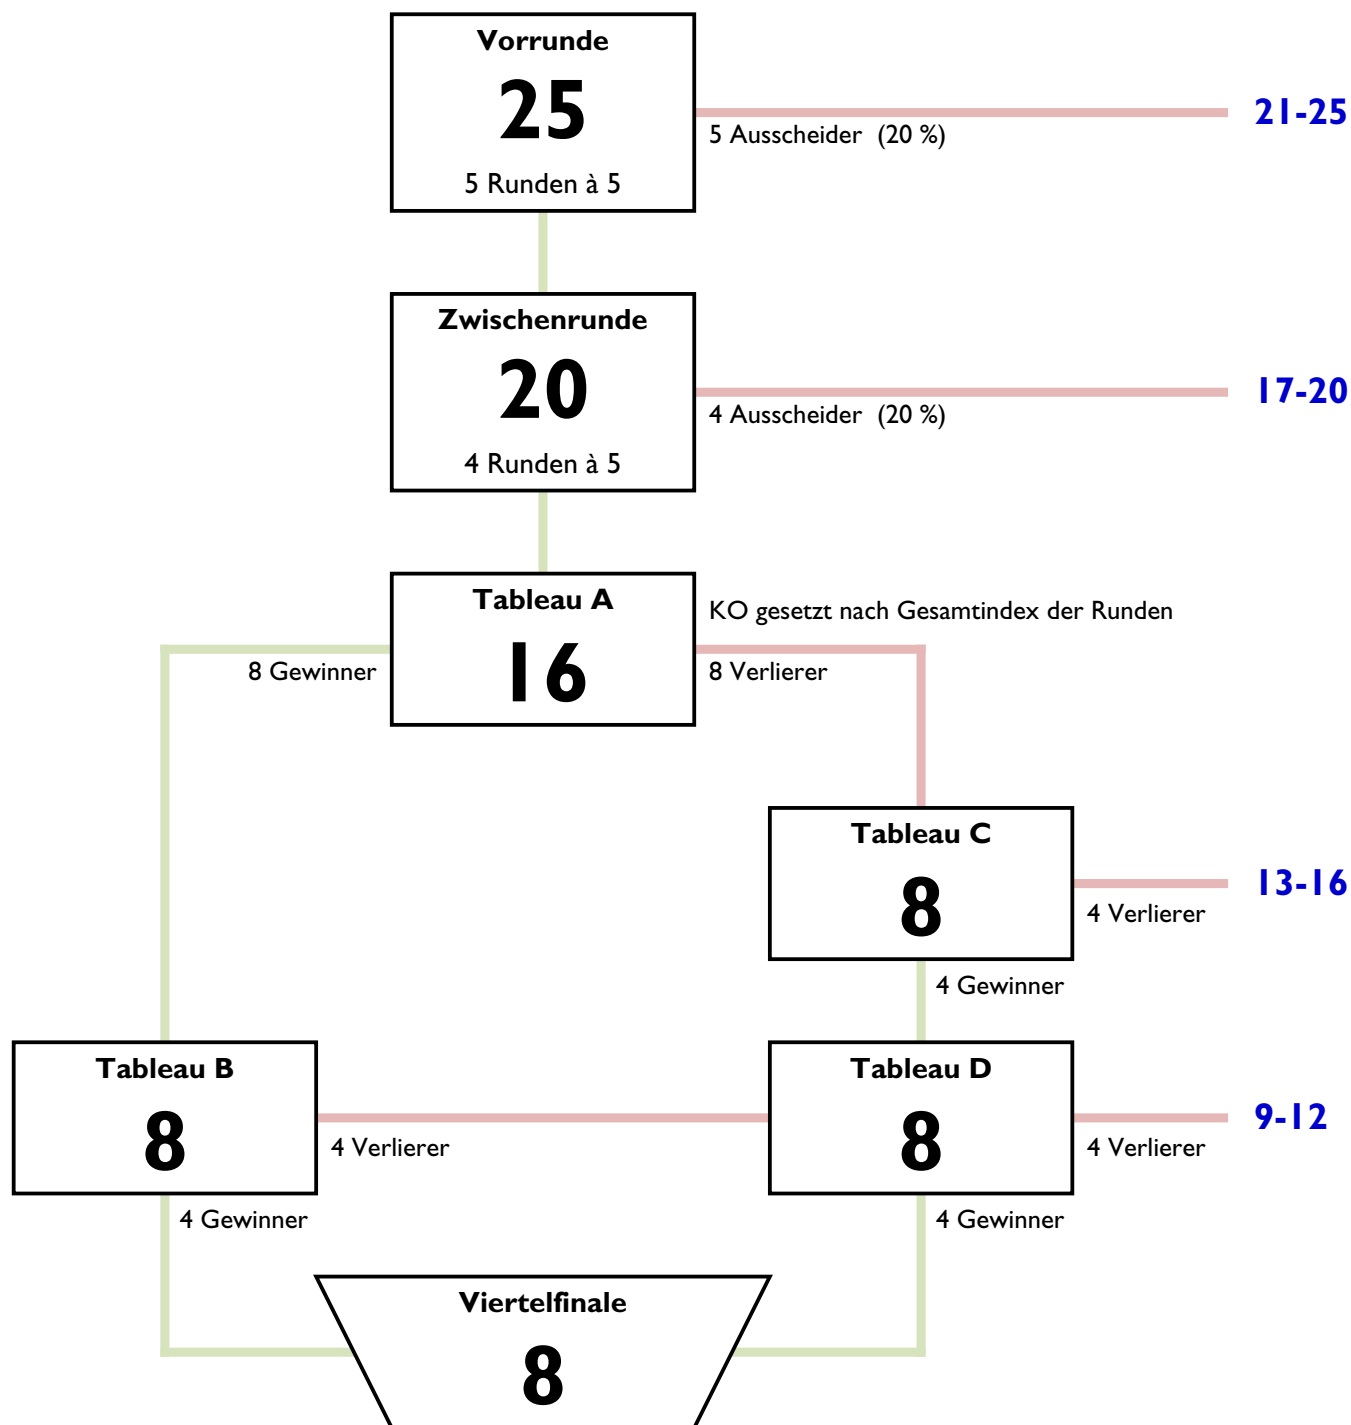 Vorrunde
25
5 Runden à 5
5 Ausscheider (20 %)
21-25
Zwischenrunde
20
4 Runden à 5
4 Ausscheider (20 %)
17-20
Tableau A
16
KO gesetzt nach Gesamtindex der Runden
8 Gewinner
8 Verlierer
Tableau C
8
4 Verlierer
13-16
4 Gewinner
Tableau B
8
4 Verlierer
4 Gewinner
Tableau D
8
4 Verlierer
9-12
4 Gewinner
Viertelfinale
8